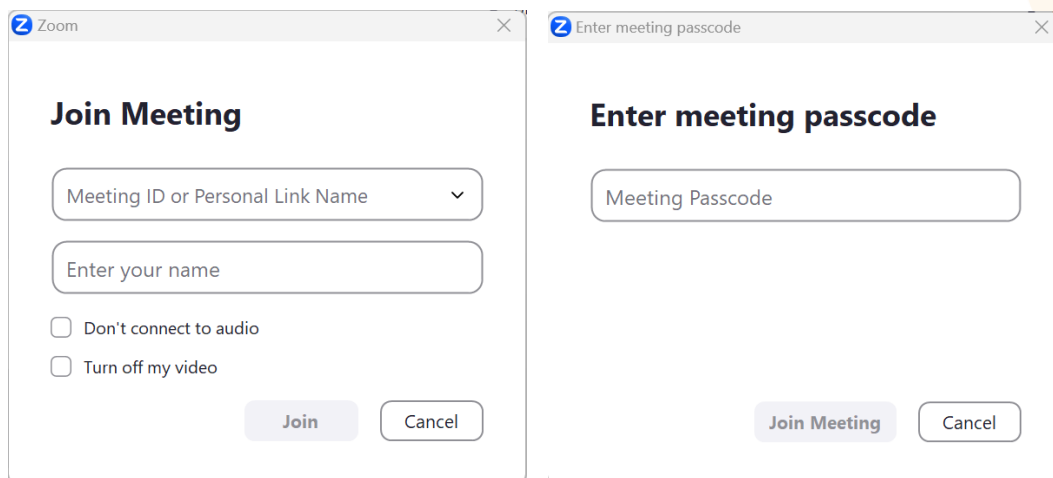 Zoom
Join Meeting
Meeting ID or Personal Link Name
Enter your name
Don't connect to audio
Turn off my video
Join
Cancel
Enter meeting passcode
Enter meeting passcode
Meeting Passcode
Join Meeting
Cancel